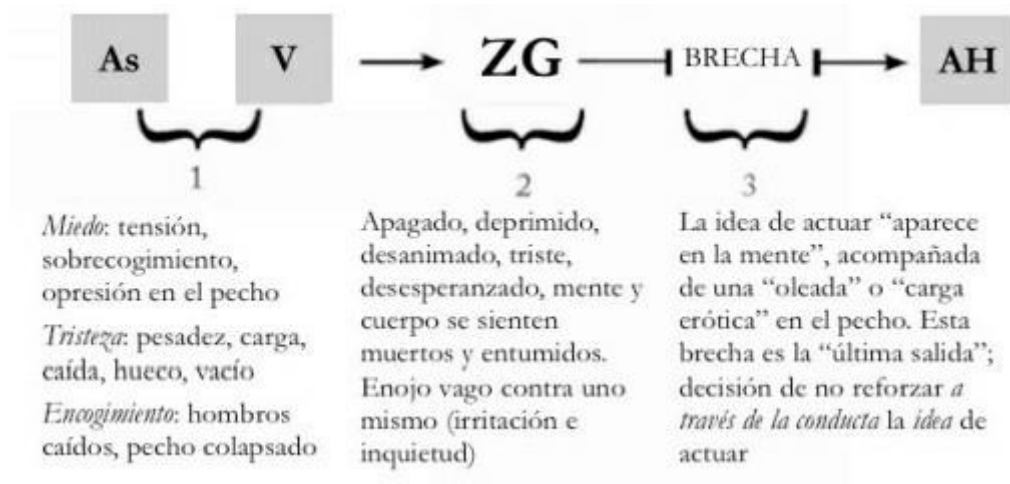 As V ZG BRECHA AH
1 2 3
Miedo: tensión,
sobrecogimiento,
opresión en el pecho
Tristeza: pesadez, carga,
caída, hueco, vacío
Encogimiento: hombros
caídos, pecho colapsado
Apagado, deprimido,
desanimado, triste,
desesperanzado, mente y
cuerpo se sienten
muertos y entumidos.
Enojo vago contra uno
mismo (irritación e
inquietud)
La idea de actuar “aparece
en la mente”, acompañada
de una “oleada” o “carga
erótica” en el pecho. Esta
brecha es la “última salida”;
decisión de no reforzar a
través de la conducta la idea de
actuar